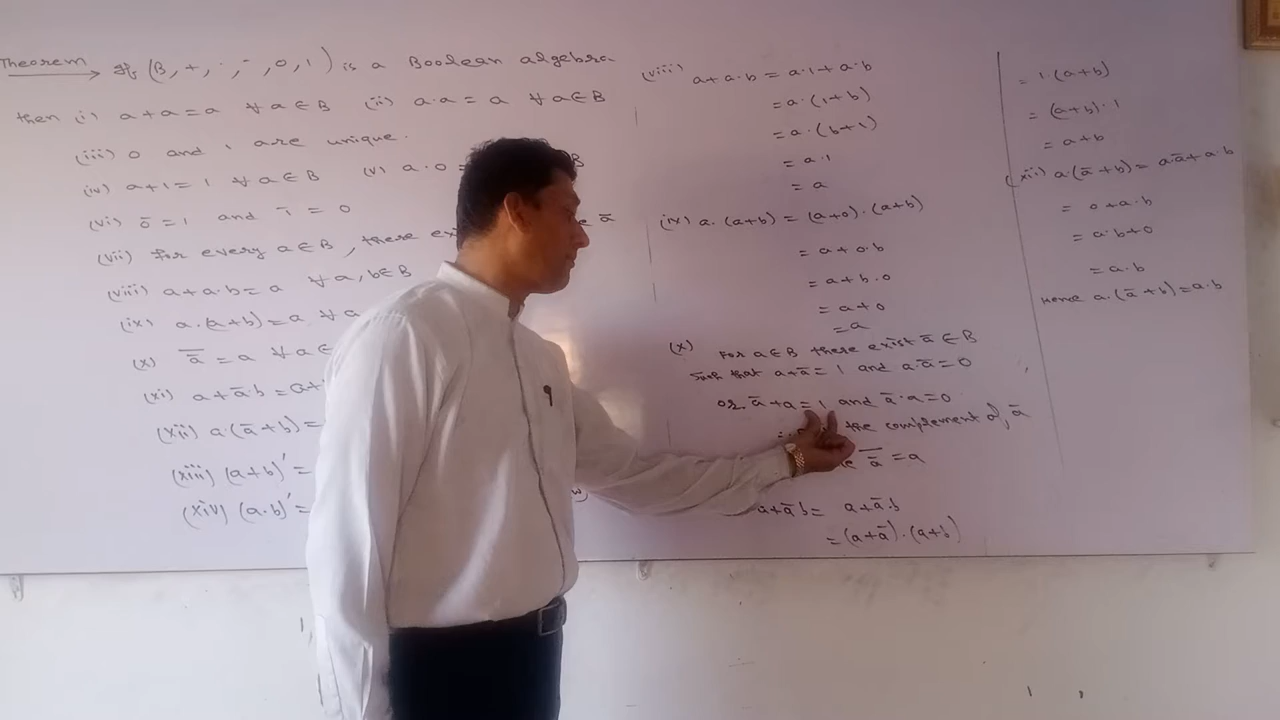 Theorem → If (B, +, ·, ¯, 0, 1) is a Boolean algebra
then (i) a + a = a ∀ a ∈ B (ii) a · a = a ∀ a ∈ B
(iii) 0 and 1 are unique.
(iv) a + 1 = 1 ∀ a ∈ B (v) a · 0 = B
(vi) 0̄ = 1 and 1̄ = 0
(vii) for every a ∈ B, there ā
(viii) a + a · b = a ∀ a, b ∈ B
(ix) a · (a + b) = a ∀ a
(x) a̿ = a ∀ a ∈
(xi) a + ā · b = a +
(xii) a · (ā + b) =
(xiii) (a + b)′ =
(xiv) (a · b)′ =
(viii) a + a · b = a · 1 + a · b
= a · (1 + b)
= a · (b + 1)
= a · 1
= a
(ix) a · (a + b) = (a + 0) · (a + b)
= a + 0 · b
= a + b · 0
= a + 0
= a
(x) For a ∈ B there exist ā ∈ B
such that a + ā = 1 and a · ā = 0
or ā + a = 1 and ā · a = 0
the complement of ā
a̿ = a
a + ā b = a + ā · b
= (a + ā) · (a + b)
= 1 · (a + b)
= (a + b) · 1
= a + b
(xii) a · (ā + b) = a · ā + a · b
= 0 + a · b
= a · b + 0
= a · b
Hence a · (ā + b) = a · b